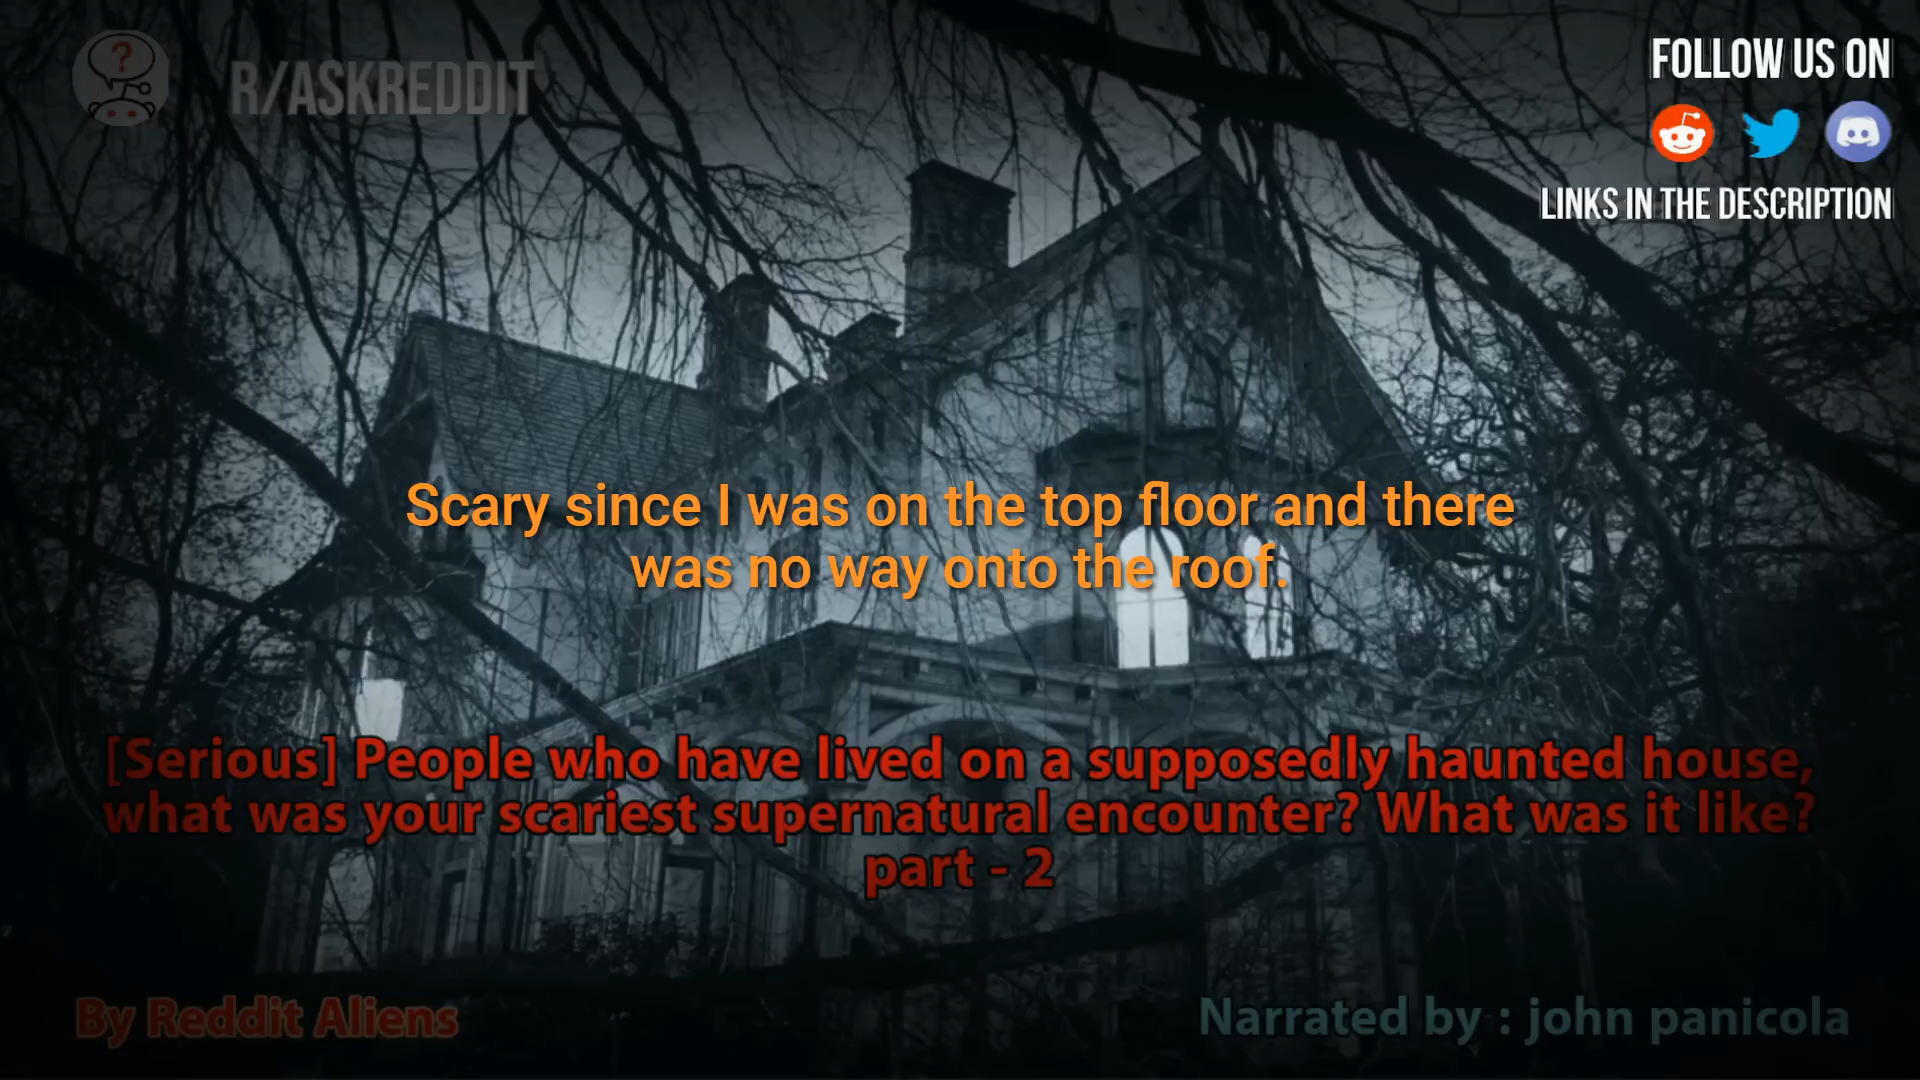 R/ASKREDDIT
FOLLOW US ON
LINKS IN THE DESCRIPTION
Scary since I was on the top floor and there
was no way onto the roof.
[Serious] People who have lived on a supposedly haunted house,
what was your scariest supernatural encounter? What was it like?
part - 2
By Reddit Aliens
Narrated by : john panicola